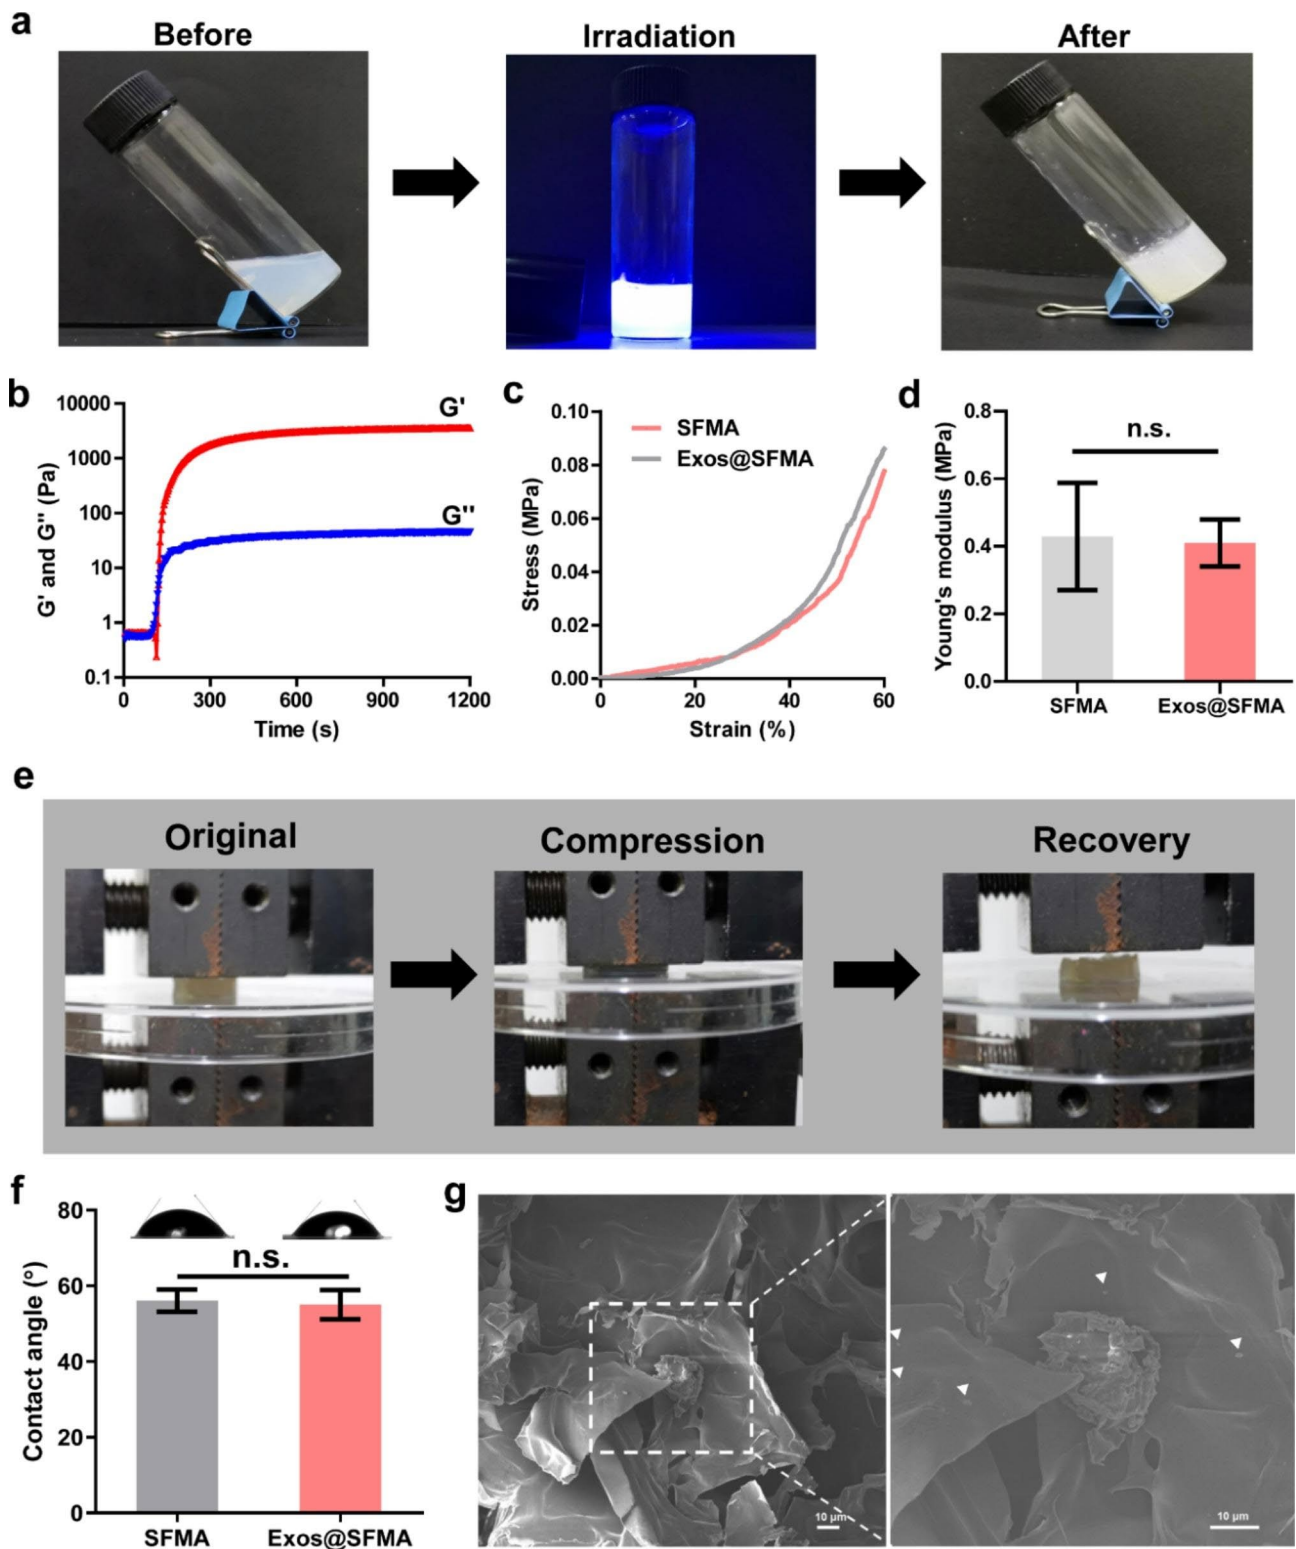 a
Before
Irradiation
After
b
10000
1000
100
10
1
0.1
G' and G'' (Pa)
G'
G''
0 300 600 900 1200
Time (s)
c
0.10
0.08
0.06
0.04
0.02
0.00
Stress (MPa)
SFMA
Exos@SFMA
0 20 40 60
Strain (%)
d
0.8
0.6
0.4
0.2
0.0
Young's modulus (MPa)
n.s.
SFMA Exos@SFMA
e
Original
Compression
Recovery
f
80
60
40
20
0
Contact angle (°)
n.s.
SFMA Exos@SFMA
g
10 μm
10 μm